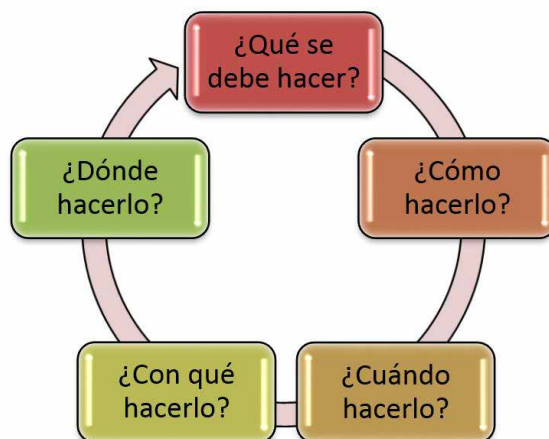 ¿Qué se
debe hacer?
¿Cómo
hacerlo?
¿Cuándo
hacerlo?
¿Con qué
hacerlo?
¿Dónde
hacerlo?